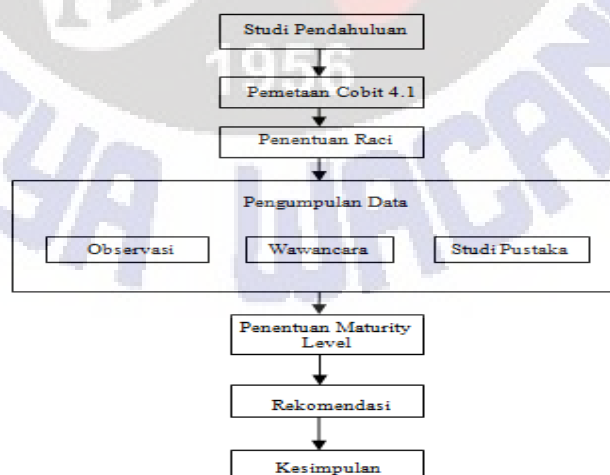 Studi Pendahuluan
1956
Pemetaan Cobit 4.1
Penentuan Raci
Pengumpulan Data
Observasi
Wawancara
Studi Pustaka
Penentuan Maturity
Level
Rekomendasi
Kesimpulan